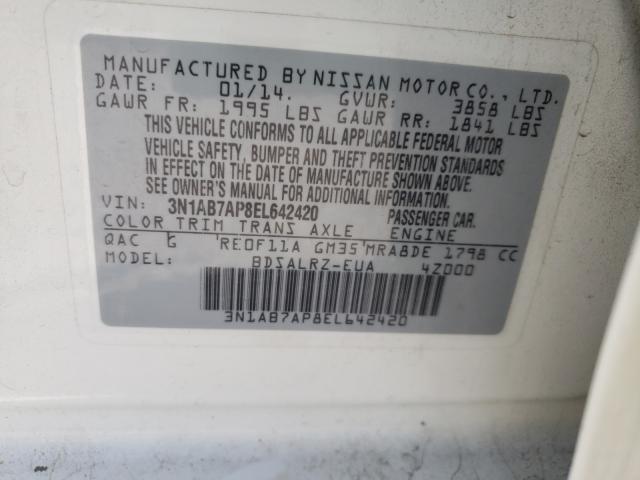 MANUFACTURED BY NISSAN MOTOR CO., LTD.
DATE: 01/14. GVUR: 3858 LBS
GAWR FR: 1995 LBS GAWR RR: 1841 LBS
THIS VEHICLE CONFORMS TO ALL APPLICABLE FEDERAL MOTOR
VEHICLE SAFETY, BUMPER AND THEFT PREVENTION STANDARDS
IN EFFECT ON THE DATE OF MANUFACTURE SHOWN ABOVE.
SEE OWNER'S MANUAL FOR ADDITIONAL INFORMATION.
VIN: 3N1AB7AP8EL642420 PASSENGER CAR.
COLOR TRIM TRANS AXLE ENGINE
QAC G RE0F11A GM35 MRA8DE 1798 CC
MODEL: BDSALRZ-EUA 4Z000
3N1AB7AP8EL642420